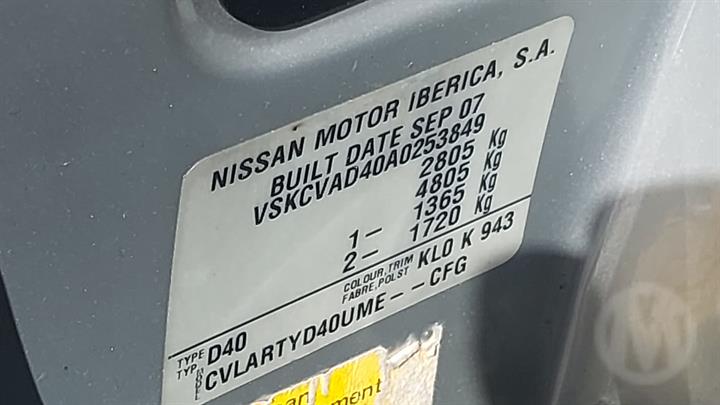 NISSAN MOTOR IBERICA, S.A.
BUILT DATE SEP 07
VSKCVAD40A0253849
2805 Kg
4805 Kg
1- 1365 Kg
2- 1720 Kg
COLOUR,TRIM KL0 K 943
FABRE,POLST
TYPE D40
TYP
MODEL CVLARTYD40UME--CFG
M